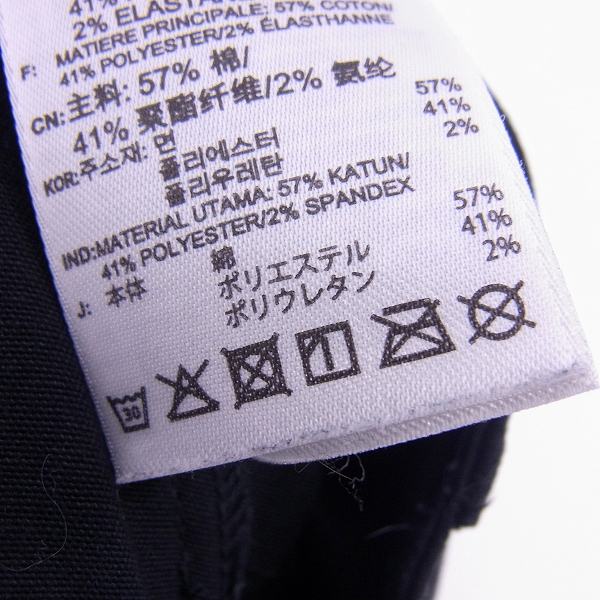 2% ELASTAN
F: MATIERE PRINCIPALE: 57% COTON/
41% POLYESTER/2% ELASTHANNE
CN: 主料: 57% 棉/
41% 聚酯纤维/2% 氨纶
KOR: 주소재: 면 57%
폴리에스터 41%
폴리우레탄 2%
IND: MATERIAL UTAMA: 57% KATUN/
41% POLYESTER/2% SPANDEX
J: 本体 綿 57%
ポリエステル 41%
ポリウレタン 2%
30